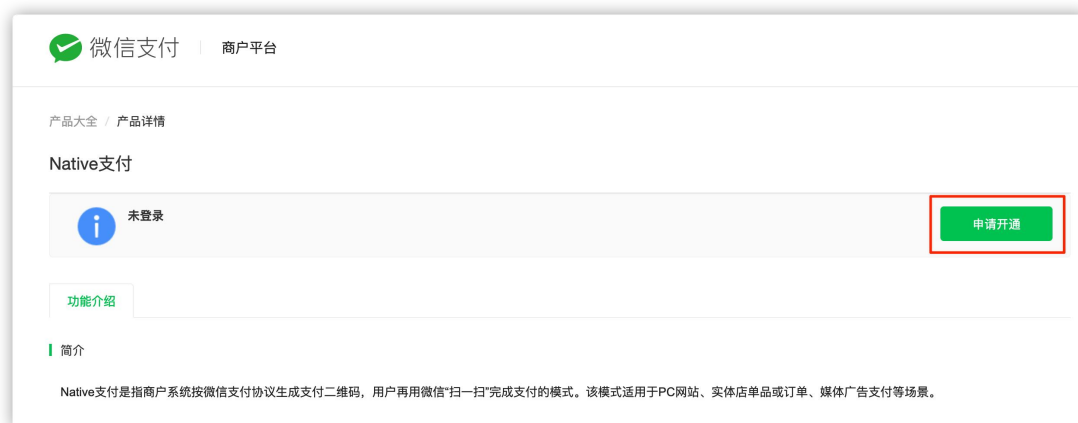 微信支付 商户平台
产品大全 / 产品详情
Native支付
未登录
申请开通
功能介绍
简介
Native支付是指商户系统按微信支付协议生成支付二维码，用户再用微信“扫一扫”完成支付的模式。该模式适用于PC网站、实体店单品或订单、媒体广告支付等场景。